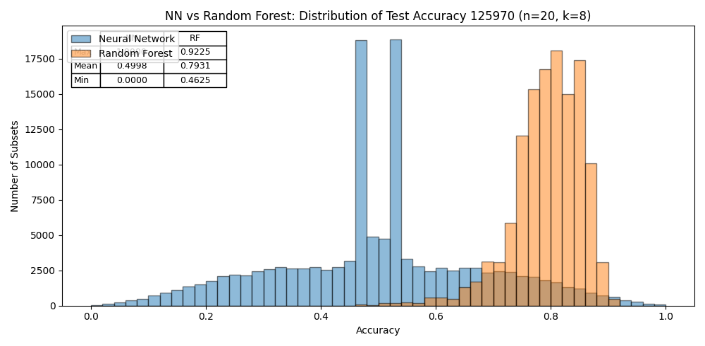 NN vs Random Forest: Distribution of Test Accuracy 125970 (n=20, k=8)
Neural Network
RF
Random Forest
0.9225
Mean 0.4998 0.7931
Min 0.0000 0.4625
Number of Subsets
17500
15000
12500
10000
7500
5000
2500
0
0.0 0.2 0.4 0.6 0.8 1.0
Accuracy